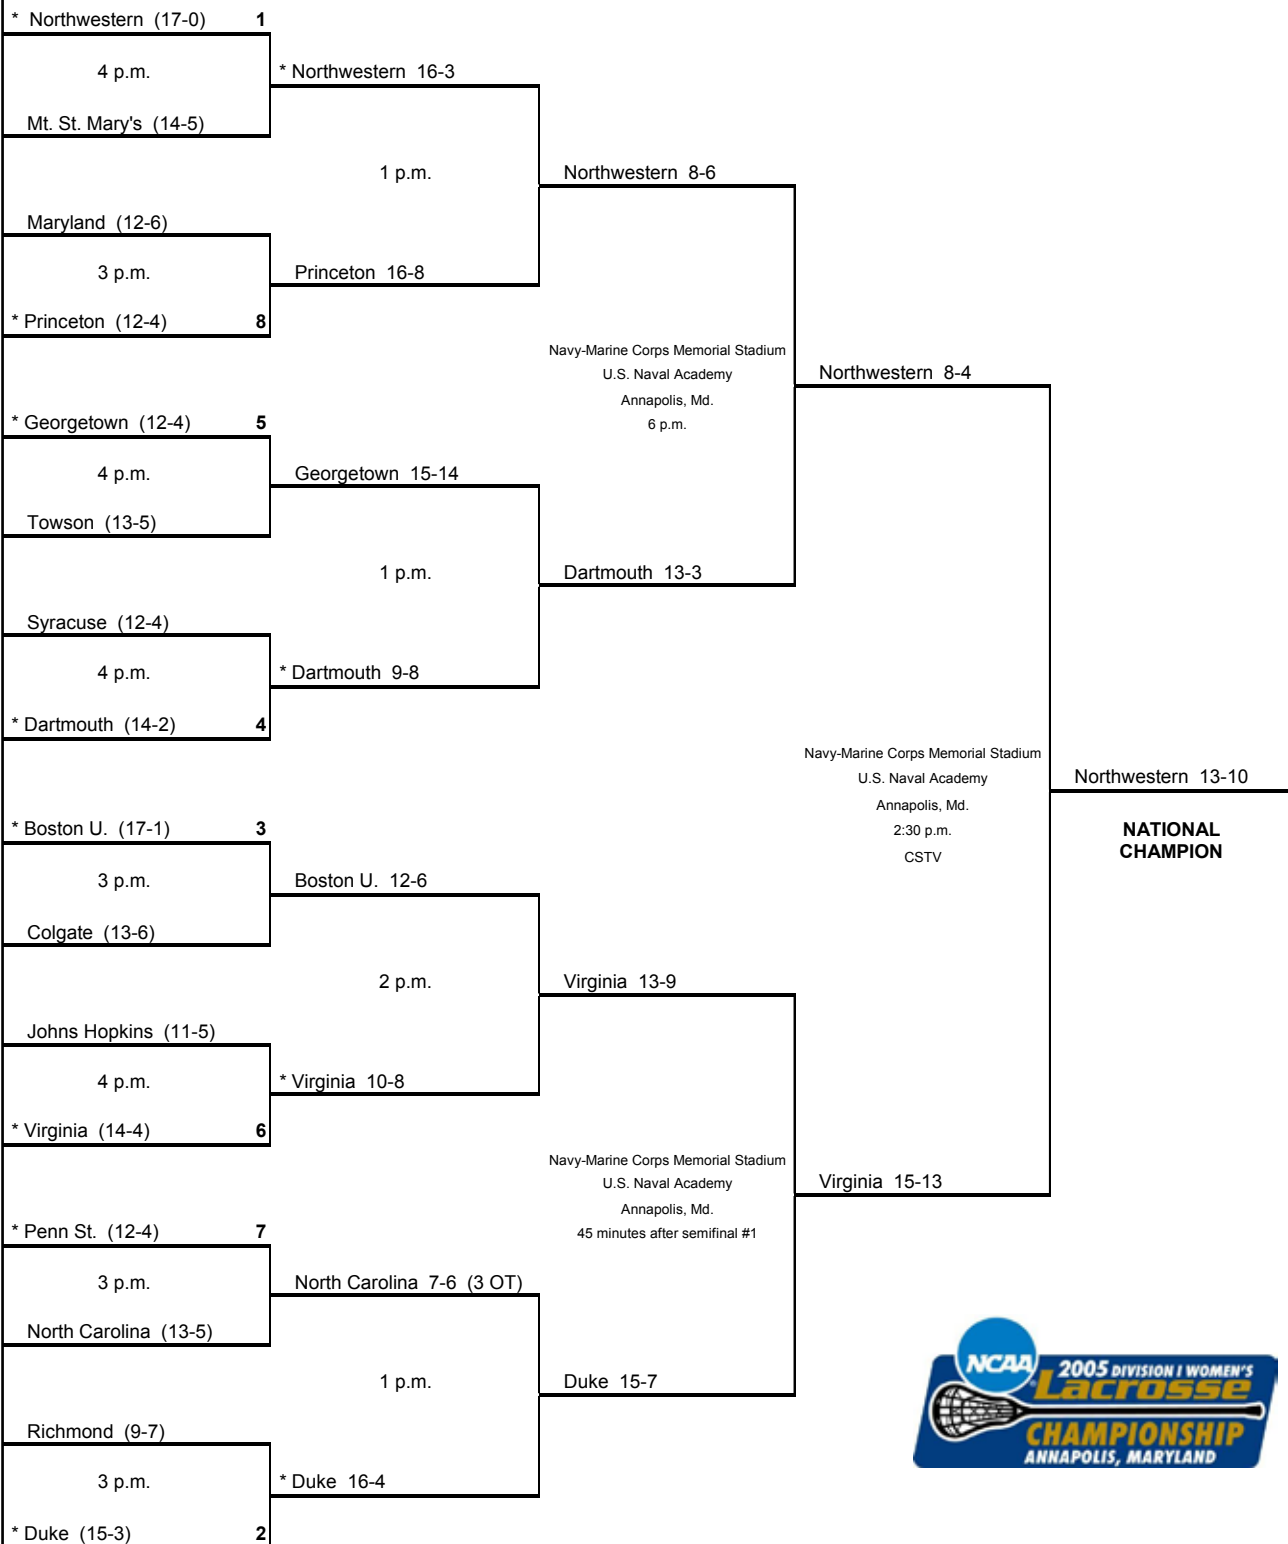 * Northwestern (17-0) 1
4 p.m.
Mt. St. Mary's (14-5)
Maryland (12-6)
3 p.m.
* Princeton (12-4) 8
* Georgetown (12-4) 5
4 p.m.
Towson (13-5)
Syracuse (12-4)
4 p.m.
* Dartmouth (14-2) 4
* Boston U. (17-1) 3
3 p.m.
Colgate (13-6)
Johns Hopkins (11-5)
4 p.m.
* Virginia (14-4) 6
* Penn St. (12-4) 7
3 p.m.
North Carolina (13-5)
Richmond (9-7)
3 p.m.
* Duke (15-3) 2
* Northwestern 16-3
1 p.m.
Princeton 16-8
Georgetown 15-14
1 p.m.
* Dartmouth 9-8
Boston U. 12-6
2 p.m.
* Virginia 10-8
North Carolina 7-6 (3 OT)
1 p.m.
* Duke 16-4
Northwestern 8-6
Navy-Marine Corps Memorial Stadium
U.S. Naval Academy
Annapolis, Md.
6 p.m.
Dartmouth 13-3
Virginia 13-9
Navy-Marine Corps Memorial Stadium
U.S. Naval Academy
Annapolis, Md.
45 minutes after semifinal #1
Duke 15-7
Northwestern 8-4
Navy-Marine Corps Memorial Stadium
U.S. Naval Academy
Annapolis, Md.
2:30 p.m.
CSTV
Virginia 15-13
Northwestern 13-10
NATIONAL
CHAMPION
NCAA
2005 DIVISION I WOMEN'S
Lacrosse
CHAMPIONSHIP
ANNAPOLIS, MARYLAND